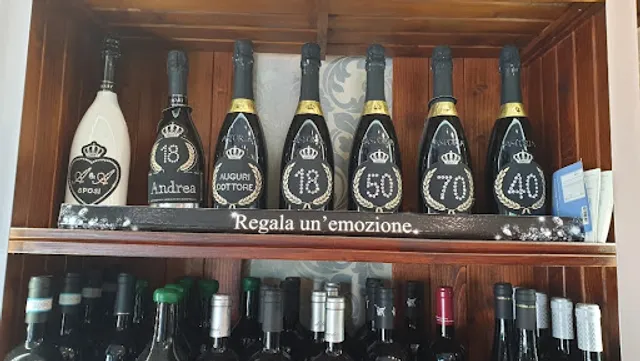 A & A
SPOSI
18
Andrea
AUGURI
DOTTORE
18
50
70
40
Regala un'emozione